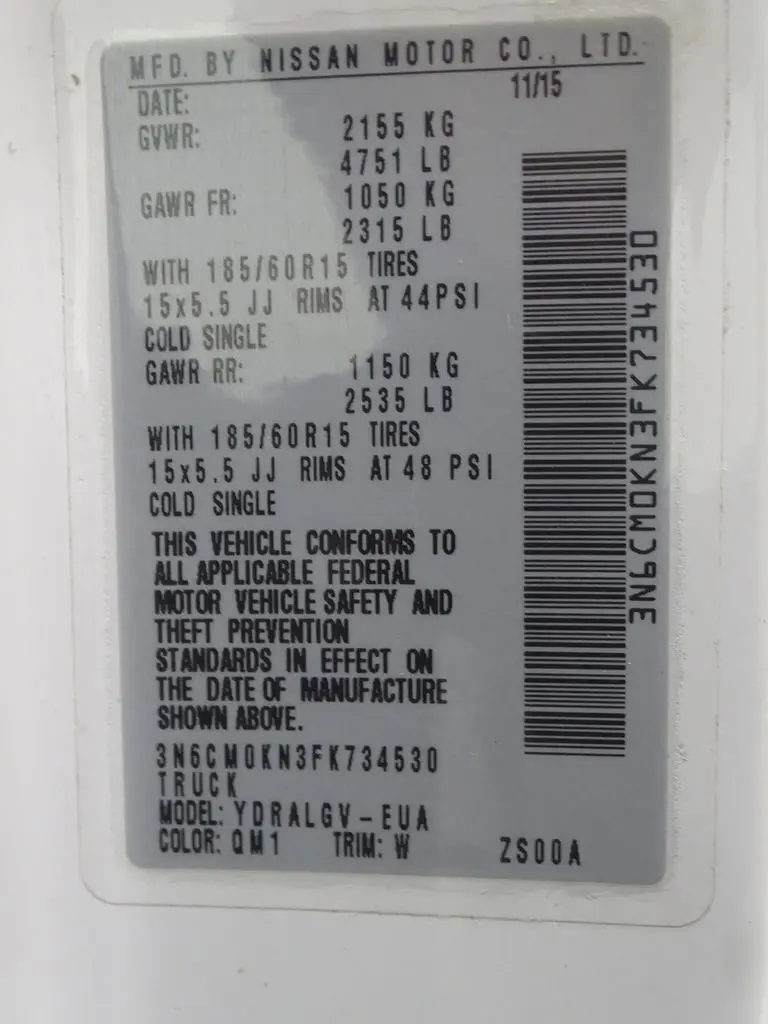 MFD. BY NISSAN MOTOR CO., LTD.
DATE: 11/15
GVWR: 2155 KG
4751 LB
GAWR FR: 1050 KG
2315 LB
WITH 185/60R15 TIRES
15x5.5 JJ RIMS AT 44PSI
COLD SINGLE
GAWR RR: 1150 KG
2535 LB
WITH 185/60R15 TIRES
15x5.5 JJ RIMS AT 48 PSI
COLD SINGLE
THIS VEHICLE CONFORMS TO
ALL APPLICABLE FEDERAL
MOTOR VEHICLE SAFETY AND
THEFT PREVENTION
STANDARDS IN EFFECT ON
THE DATE OF MANUFACTURE
SHOWN ABOVE.
3N6CM0KN3FK734530
TRUCK
MODEL: YDRALGV-EUA
COLOR: QM1 TRIM: W ZS00A
3N6CM0KN3FK734530